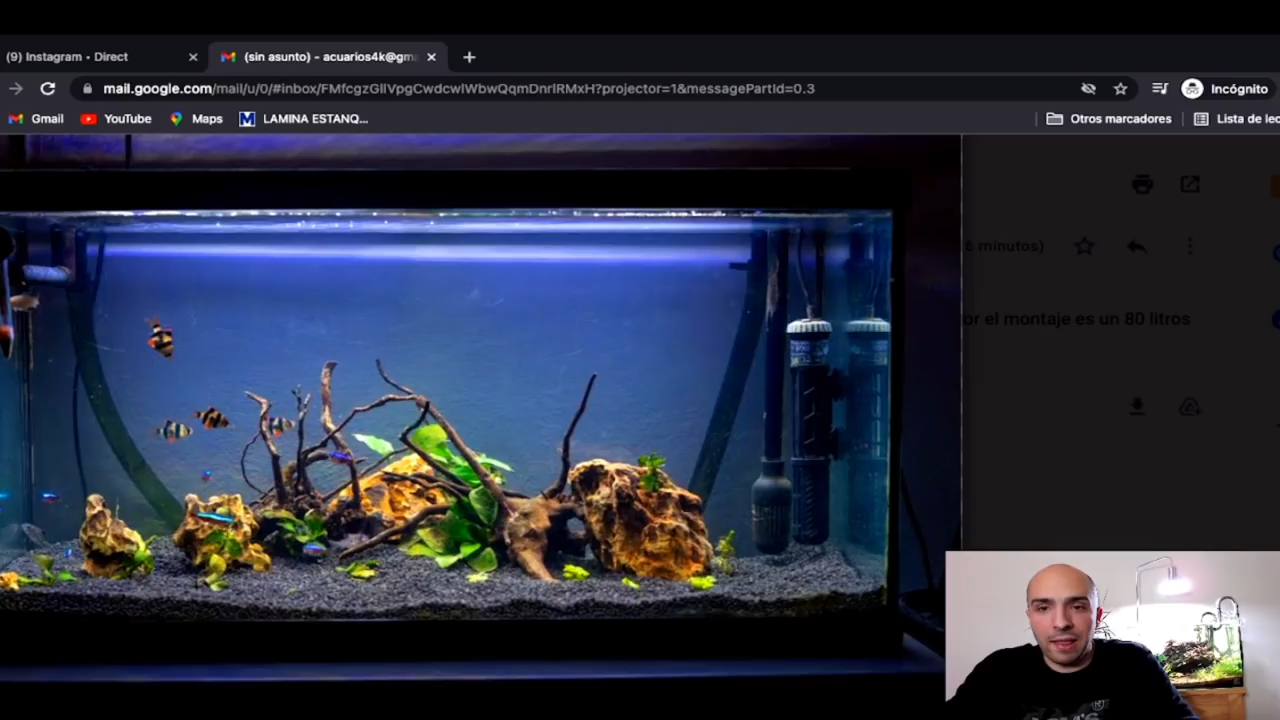 (9) Instagram • Direct
(sin asunto) - acuarios4k@gm
mail.google.com/mail/u/0/#inbox/FMfcgzGllVpgCwdcwlWbwQqmDnrlRMxH?projector=1&messagePartId=0.3
Incógnito
Gmail
YouTube
Maps
LAMINA ESTANQ...
Otros marcadores
Lista de lec
6 minutos)
or el montaje es un 80 litros